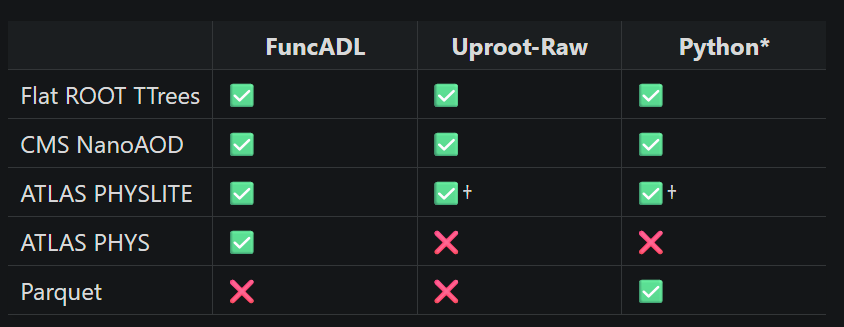 FuncADL Uproot-Raw Python*
Flat ROOT TTrees ✅ ✅ ✅
CMS NanoAOD ✅ ✅ ✅
ATLAS PHYSLITE ✅ ✅† ✅†
ATLAS PHYS ✅ ❌ ❌
Parquet ❌ ❌ ✅